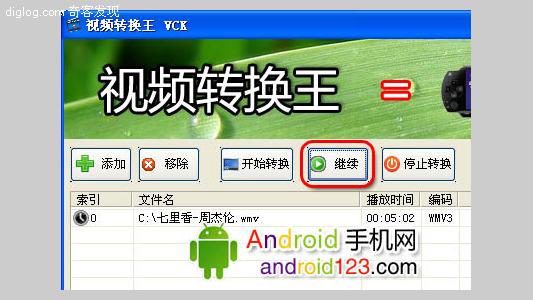 diglog.com 奇客发现
视频转换王 VCK
视频转换王 =
添加 移除 开始转换 继续 停止转换
索引 文件名 播放时间 编码
0 C:\七里香-周杰伦.wmv 00:05:02 WMV3
Android 手机网
android123.com